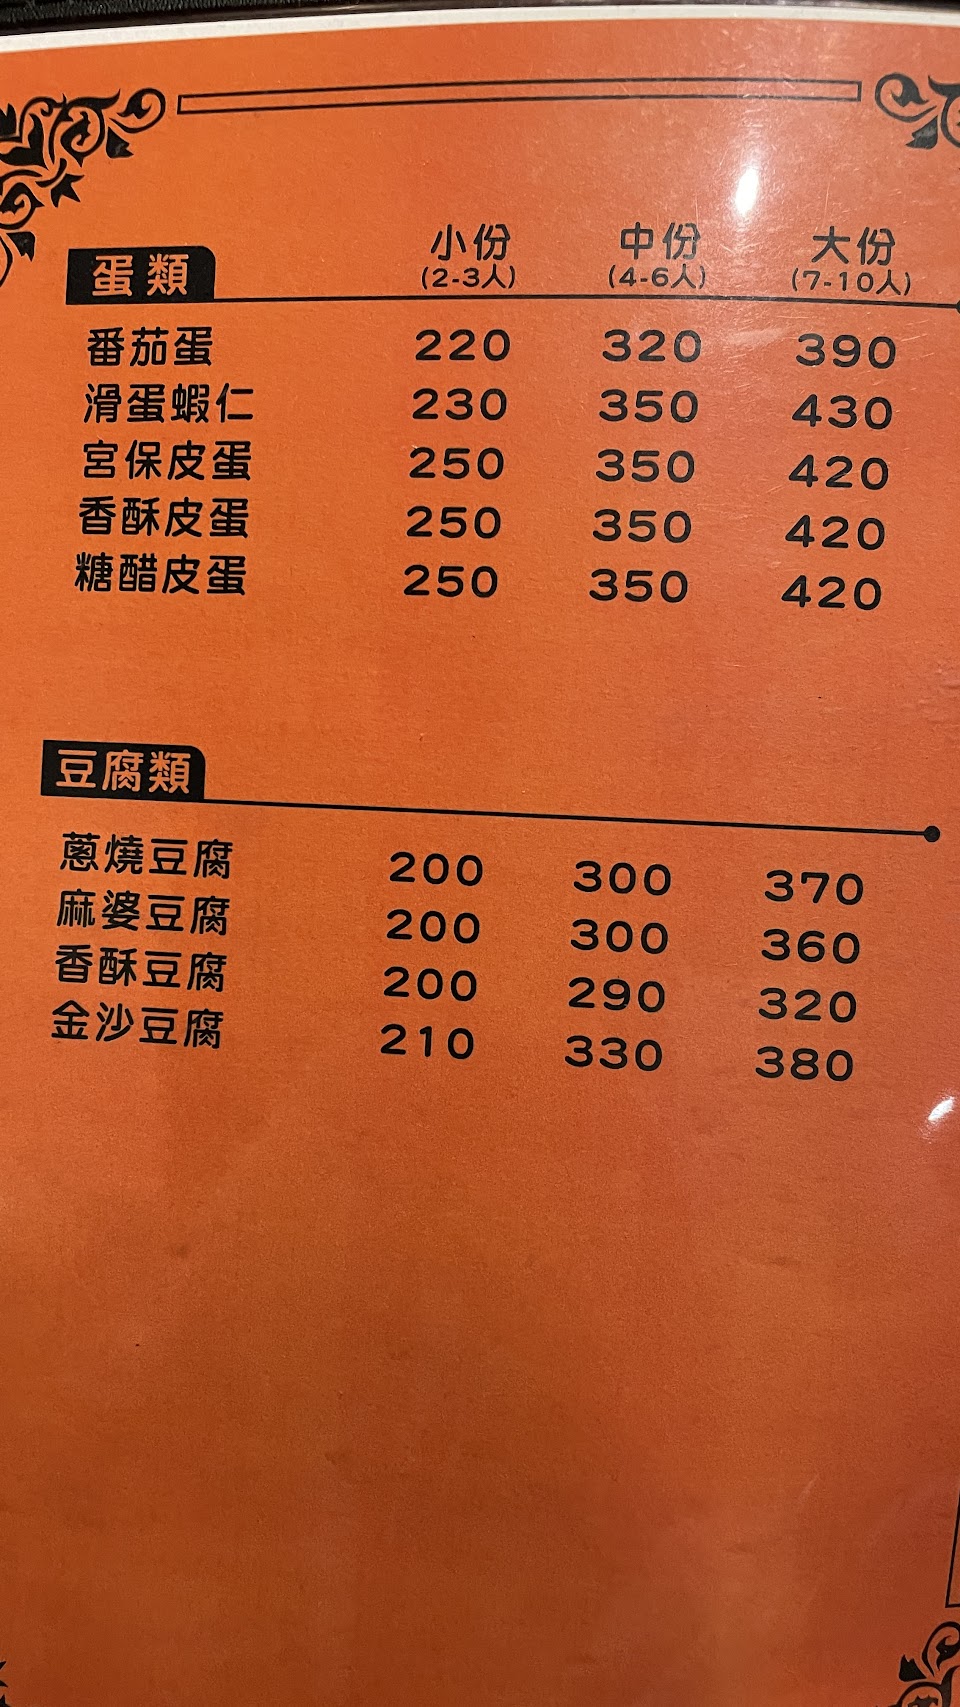 小份 中份 大份
蛋類 (2-3人) (4-6人) (7-10人)
番茄蛋 220 320 390
滑蛋蝦仁 230 350 430
宮保皮蛋 250 350 420
香酥皮蛋 250 350 420
糖醋皮蛋 250 350 420
豆腐類
蔥燒豆腐 200 300 370
麻婆豆腐 200 300 360
香酥豆腐 200 290 320
金沙豆腐 210 330 380